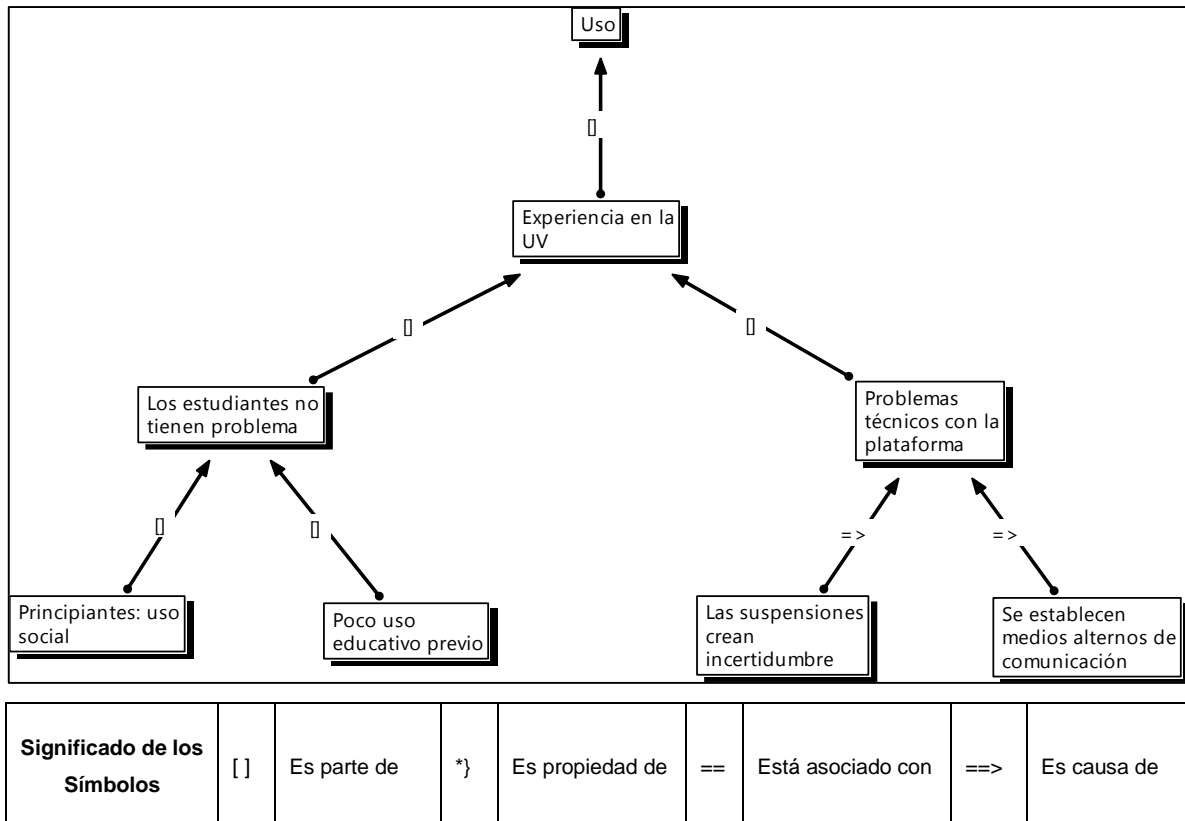 Uso
[]
Experiencia en la
UV
[]
[]
Los estudiantes no
tienen problema
Problemas
técnicos con la
plataforma
[]
[]
=>
=>
Principiantes: uso
social
Poco uso
educativo previo
Las suspensiones
crean
incertidumbre
Se establecen
medios alternos de
comunicación
Significado de los
Símbolos
[ ]
Es parte de
*}
Es propiedad de
==
Está asociado con
==>
Es causa de